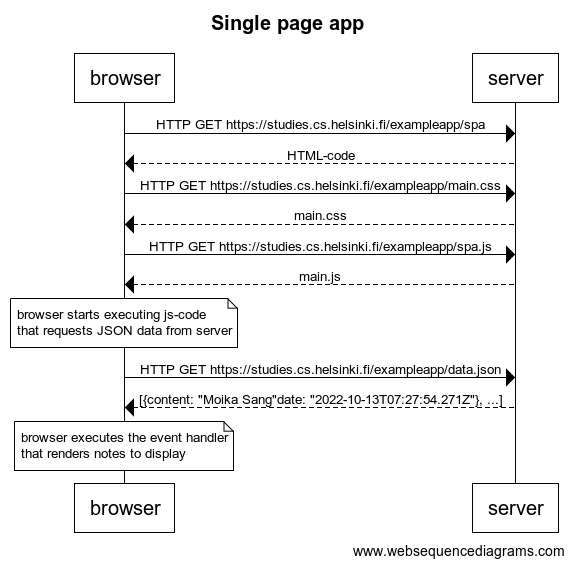 Single page app
browser
server
HTTP GET https://studies.cs.helsinki.fi/exampleapp/spa
HTML-code
HTTP GET https://studies.cs.helsinki.fi/exampleapp/main.css
main.css
HTTP GET https://studies.cs.helsinki.fi/exampleapp/spa.js
main.js
browser starts executing js-code
that requests JSON data from server
HTTP GET https://studies.cs.helsinki.fi/exampleapp/data.json
[{content: "Moika Sang"date: "2022-10-13T07:27:54.271Z"}, ...]
browser executes the event handler
that renders notes to display
browser
server
www.websequencediagrams.com